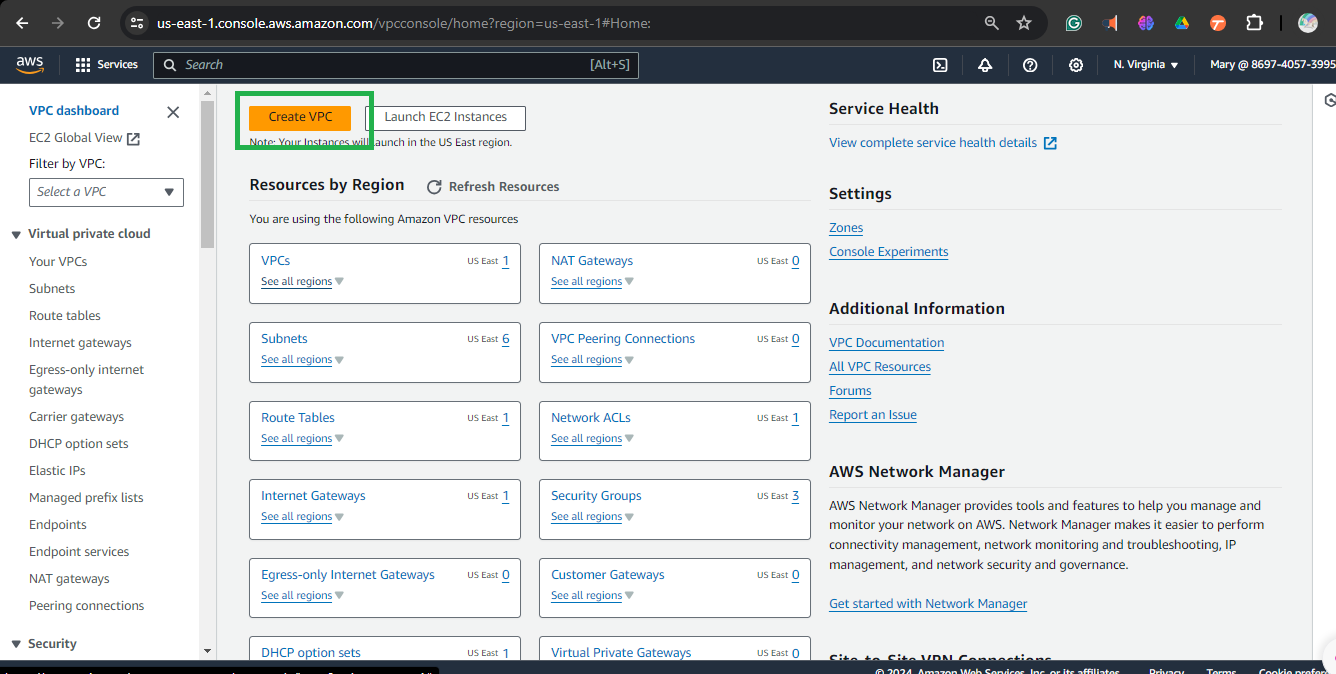 us-east-1.console.aws.amazon.com/vpcconsole/home?region=us-east-1#Home:
aws
Services
Search
[Alt+S]
N. Virginia
Mary @ 8697-4057-3995
VPC dashboard
EC2 Global View
Filter by VPC:
Select a VPC
Virtual private cloud
Your VPCs
Subnets
Route tables
Internet gateways
Egress-only internet
gateways
Carrier gateways
DHCP option sets
Elastic IPs
Managed prefix lists
Endpoints
Endpoint services
NAT gateways
Peering connections
Security
Create VPC
Launch EC2 Instances
Note: Your Instances will launch in the US East region.
Resources by Region
Refresh Resources
You are using the following Amazon VPC resources
VPCs US East 1
See all regions
NAT Gateways US East 0
See all regions
Subnets US East 6
See all regions
VPC Peering Connections US East 0
See all regions
Route Tables US East 1
See all regions
Network ACLs US East 1
See all regions
Internet Gateways US East 1
See all regions
Security Groups US East 3
See all regions
Egress-only Internet Gateways US East 0
See all regions
Customer Gateways US East 0
See all regions
DHCP option sets US East 1
Virtual Private Gateways US East 0
Service Health
View complete service health details
Settings
Zones
Console Experiments
Additional Information
VPC Documentation
All VPC Resources
Forums
Report an Issue
AWS Network Manager
AWS Network Manager provides tools and features to help you manage and
monitor your network on AWS. Network Manager makes it easier to perform
connectivity management, network monitoring and troubleshooting, IP
management, and network security and governance.
Get started with Network Manager
Site-to-Site VPN Connections
© 2024, Amazon Web Services, Inc. or its affiliates.
Privacy
Terms
Cookie prefer